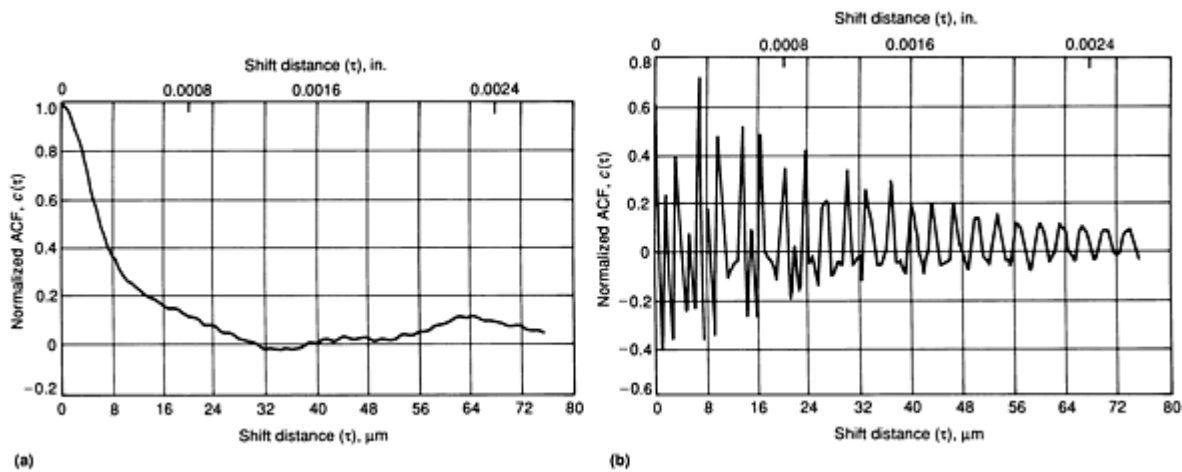 Shift distance (τ), in.
0 0.0008 0.0016 0.0024
Normalized ACF, c(τ)
1.0
0.8
0.6
0.4
0.2
0
−0.2
0 8 16 24 32 40 48 56 64 72 80
Shift distance (τ), μm
(a)
Shift distance (τ), in.
0 0.0008 0.0016 0.0024
Normalized ACF, c(τ)
0.8
0.6
0.4
0.2
0
−0.2
−0.4
−0.6
0 8 16 24 32 40 48 56 64 72 80
Shift distance (τ), μm
(b)